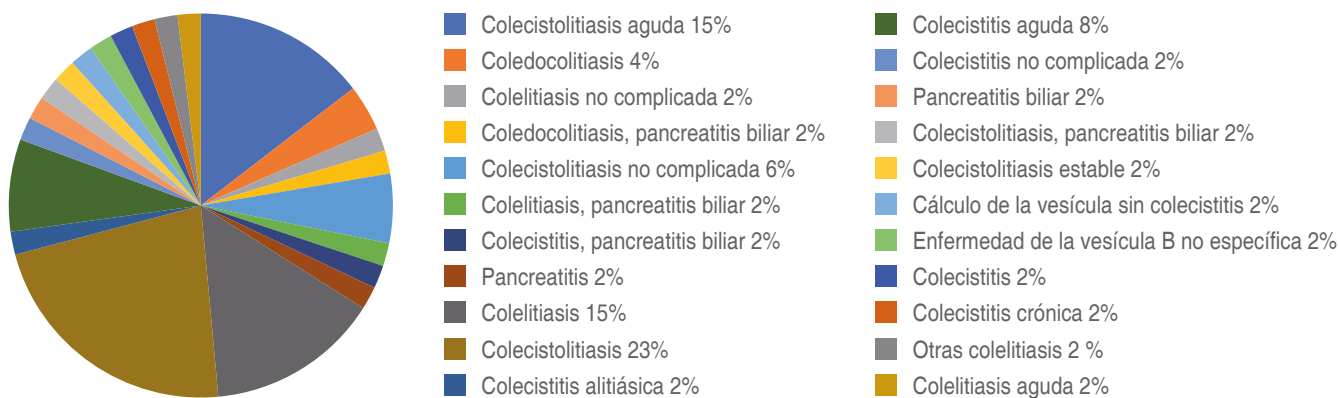 Colecistolitiasis aguda 15%
Coledocolitiasis 4%
Colelitiasis no complicada 2%
Coledocolitiasis, pancreatitis biliar 2%
Colecistolitiasis no complicada 6%
Colelitiasis, pancreatitis biliar 2%
Colecistitis, pancreatitis biliar 2%
Pancreatitis 2%
Colelitiasis 15%
Colecistolitiasis 23%
Colecistitis alitiásica 2%
Colecistitis aguda 8%
Colecistitis no complicada 2%
Pancreatitis biliar 2%
Colecistolitiasis, pancreatitis biliar 2%
Colecistolitiasis estable 2%
Cálculo de la vesícula sin colecistitis 2%
Enfermedad de la vesícula B no específica 2%
Colecistitis 2%
Colecistitis crónica 2%
Otras colelitiasis 2 %
Colelitiasis aguda 2%